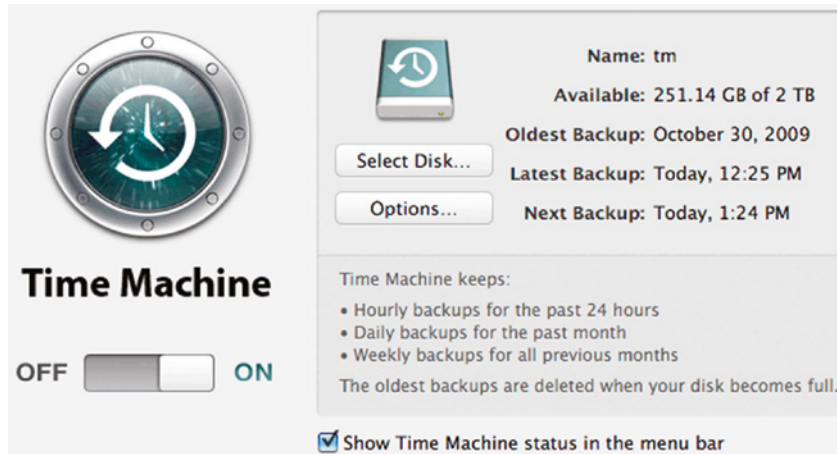 Time Machine
OFF ON
Select Disk...
Options...
Name: tm
Available: 251.14 GB of 2 TB
Oldest Backup: October 30, 2009
Latest Backup: Today, 12:25 PM
Next Backup: Today, 1:24 PM
Time Machine keeps:
• Hourly backups for the past 24 hours
• Daily backups for the past month
• Weekly backups for all previous months
The oldest backups are deleted when your disk becomes full.
Show Time Machine status in the menu bar